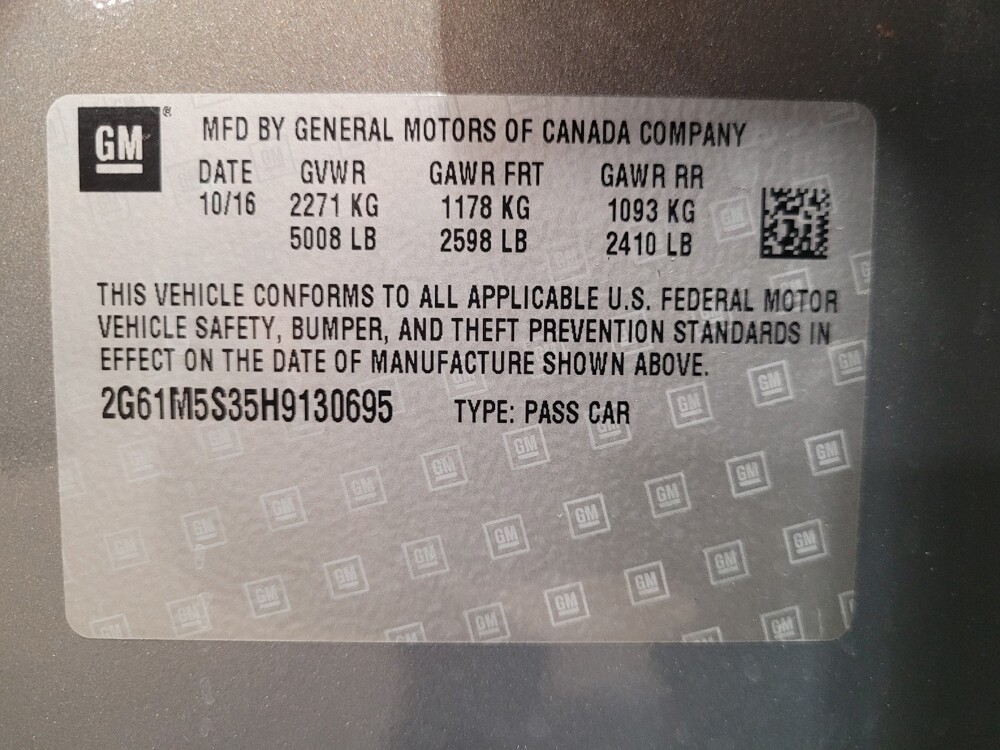 GM ® MFD BY GENERAL MOTORS OF CANADA COMPANY
DATE GVWR GAWR FRT GAWR RR
10/16 2271 KG 1178 KG 1093 KG
5008 LB 2598 LB 2410 LB
THIS VEHICLE CONFORMS TO ALL APPLICABLE U.S. FEDERAL MOTOR
VEHICLE SAFETY, BUMPER, AND THEFT PREVENTION STANDARDS IN
EFFECT ON THE DATE OF MANUFACTURE SHOWN ABOVE.
2G61M5S35H9130695 TYPE: PASS CAR